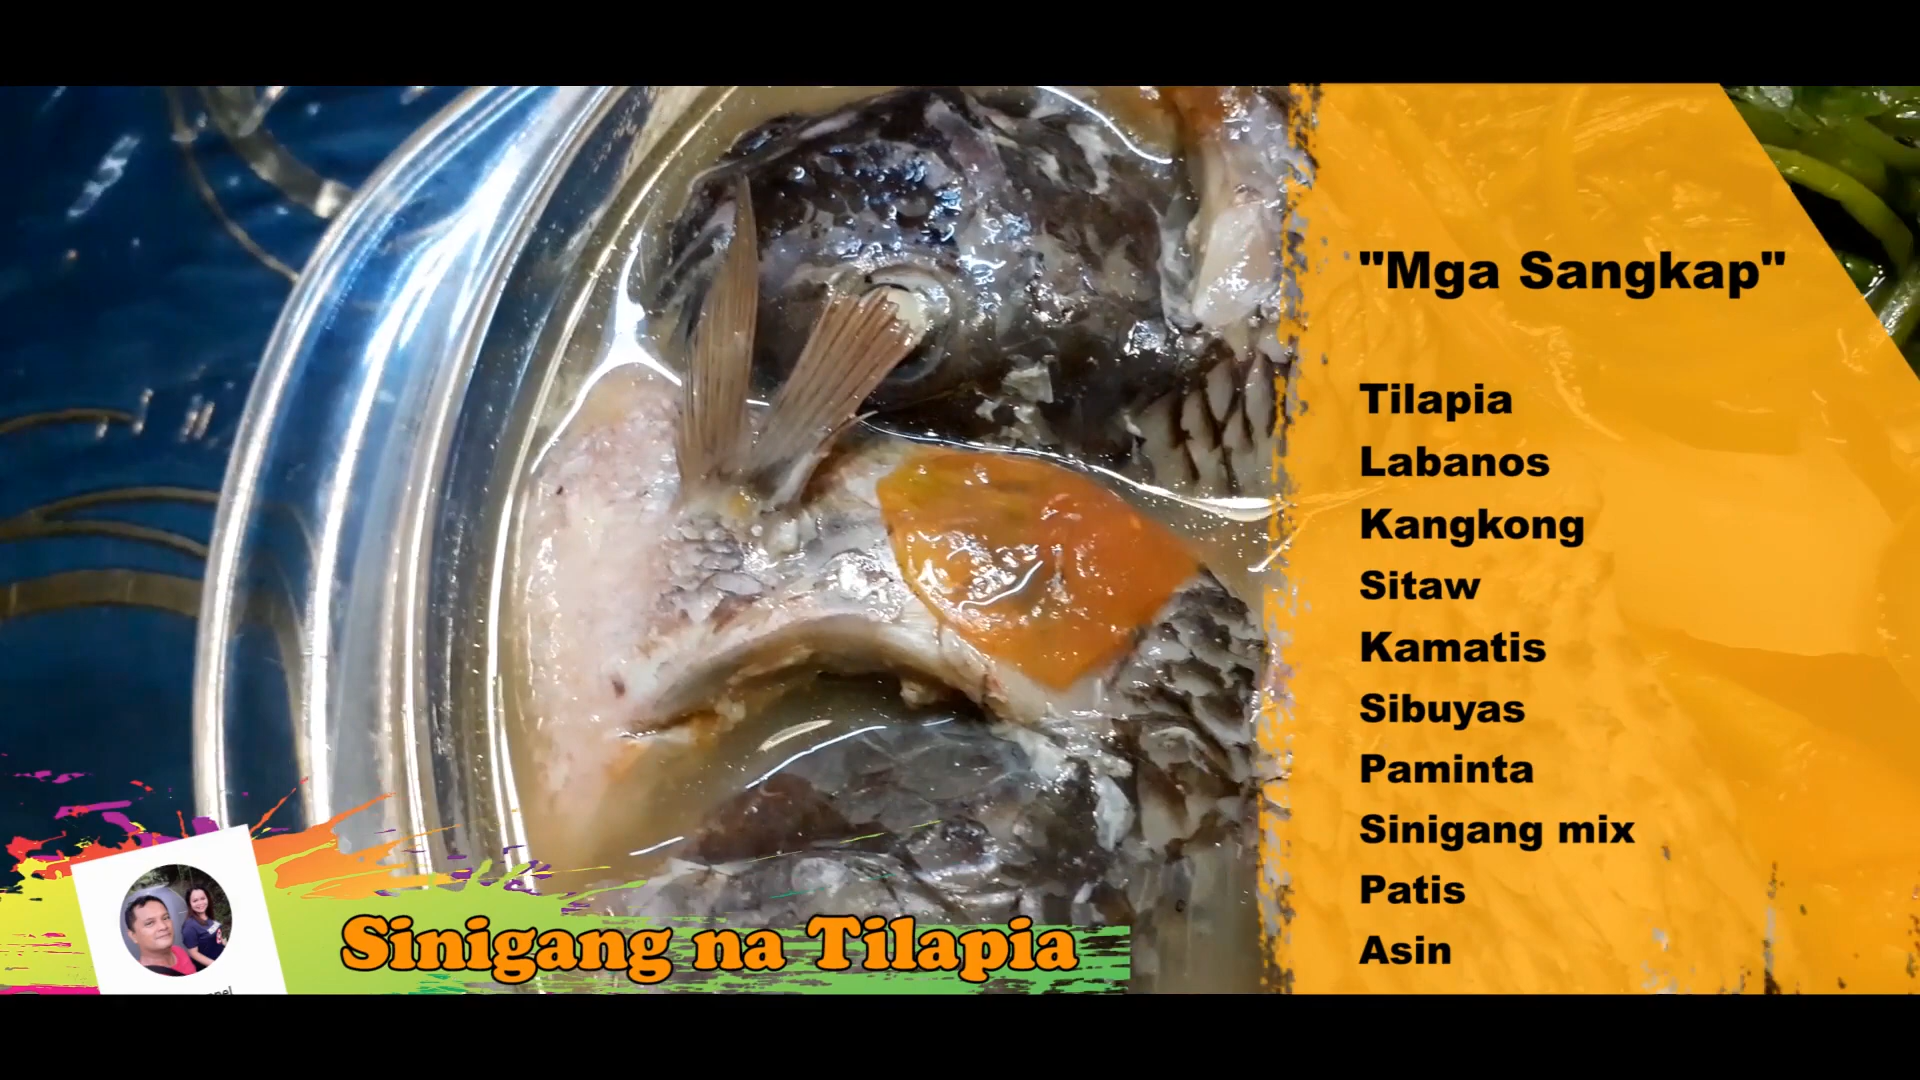 "Mga Sangkap"
Tilapia
Labanos
Kangkong
Sitaw
Kamatis
Sibuyas
Paminta
Sinigang mix
Patis
Asin
Sinigang na Tilapia